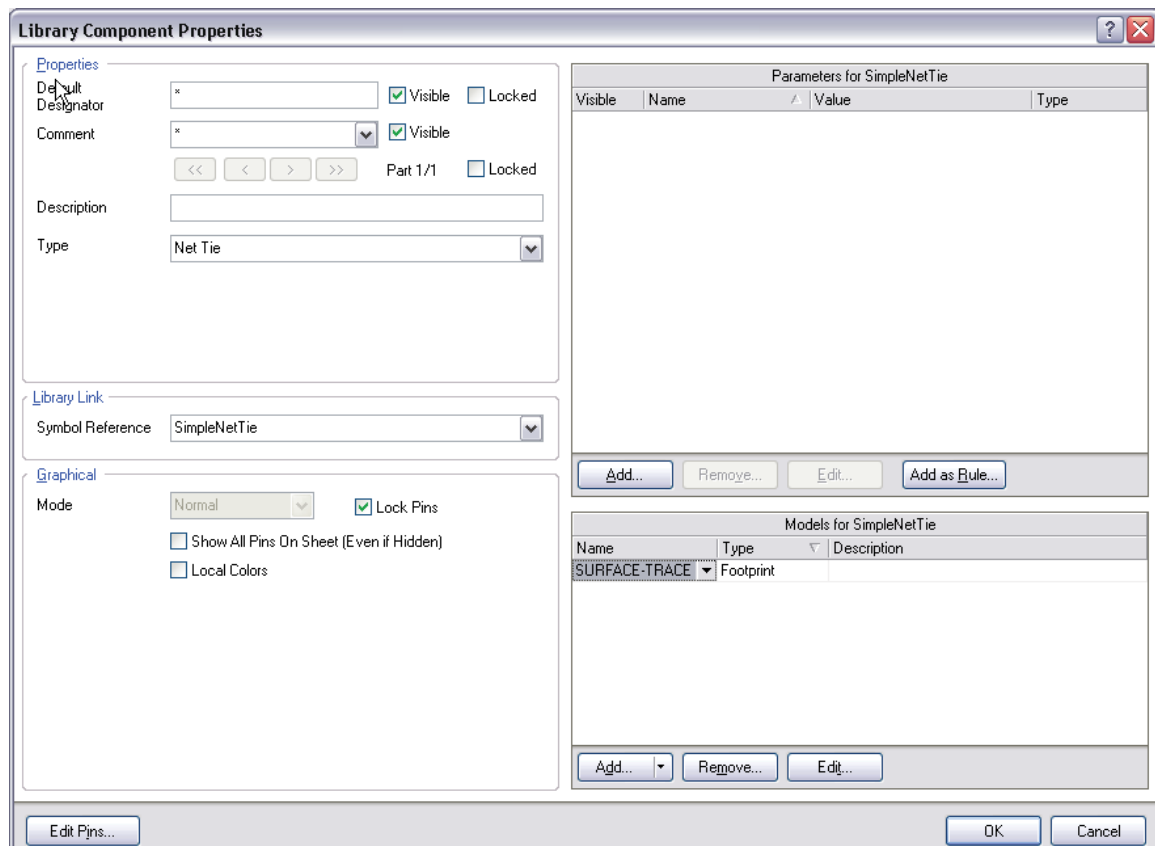 Library Component Properties
Properties
Default Designator * Visible Locked
Comment * Visible
<< < > >> Part 1/1 Locked
Description
Type Net Tie
Library Link
Symbol Reference SimpleNetTie
Graphical
Mode Normal Lock Pins
Show All Pins On Sheet (Even if Hidden)
Local Colors
Parameters for SimpleNetTie
Visible Name Value Type
Add... Remove... Edit... Add as Rule...
Models for SimpleNetTie
Name Type Description
SURFACE-TRACE Footprint
Add... Remove... Edit...
Edit Pins... OK Cancel